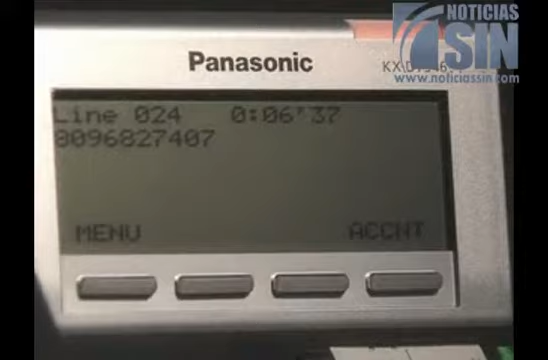 NOTICIAS
SIN
www.noticiassin.com
Panasonic
Line 024 0:06'37
8096827407
MENU ACCNT